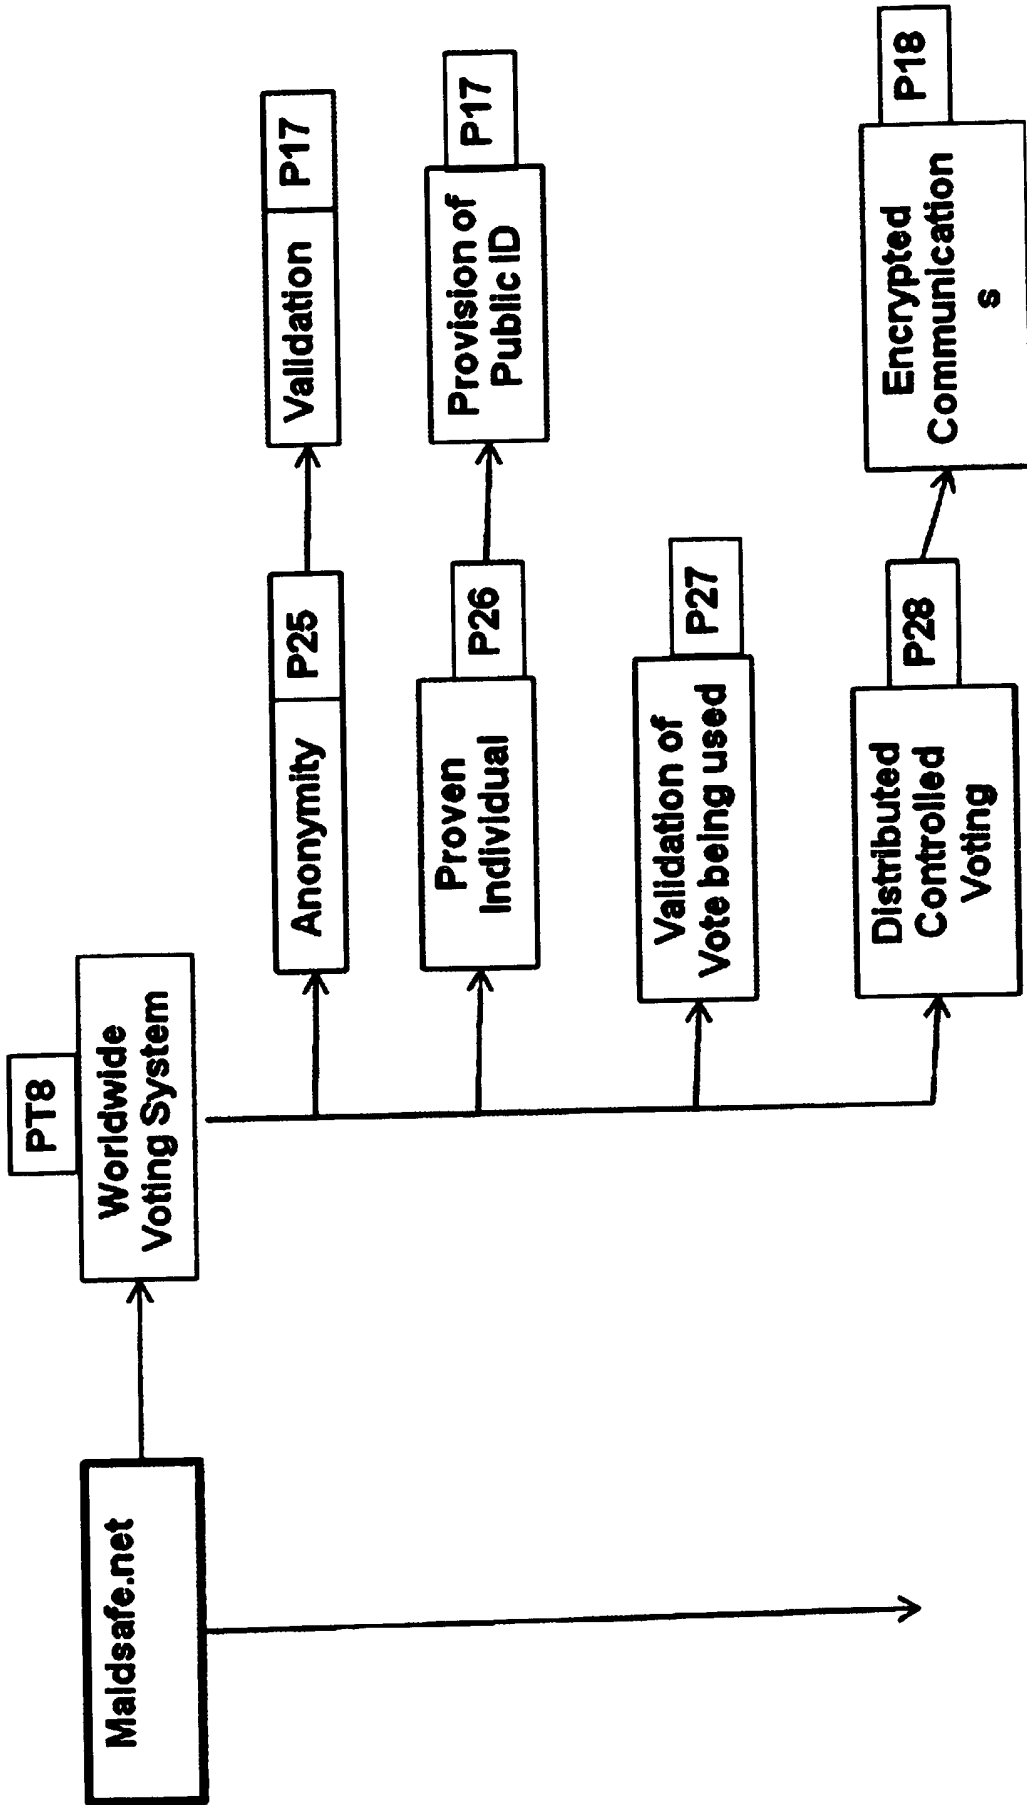 PT8
Maidsafe.net
Worldwide
Voting System
Anonymity
P25
Validation
P17
Proven
Individual
P26
Provision of
Public ID
P17
Validation of
Vote being used
P27
Distributed
Controlled
Voting
P28
Encrypted
Communication
s
P18